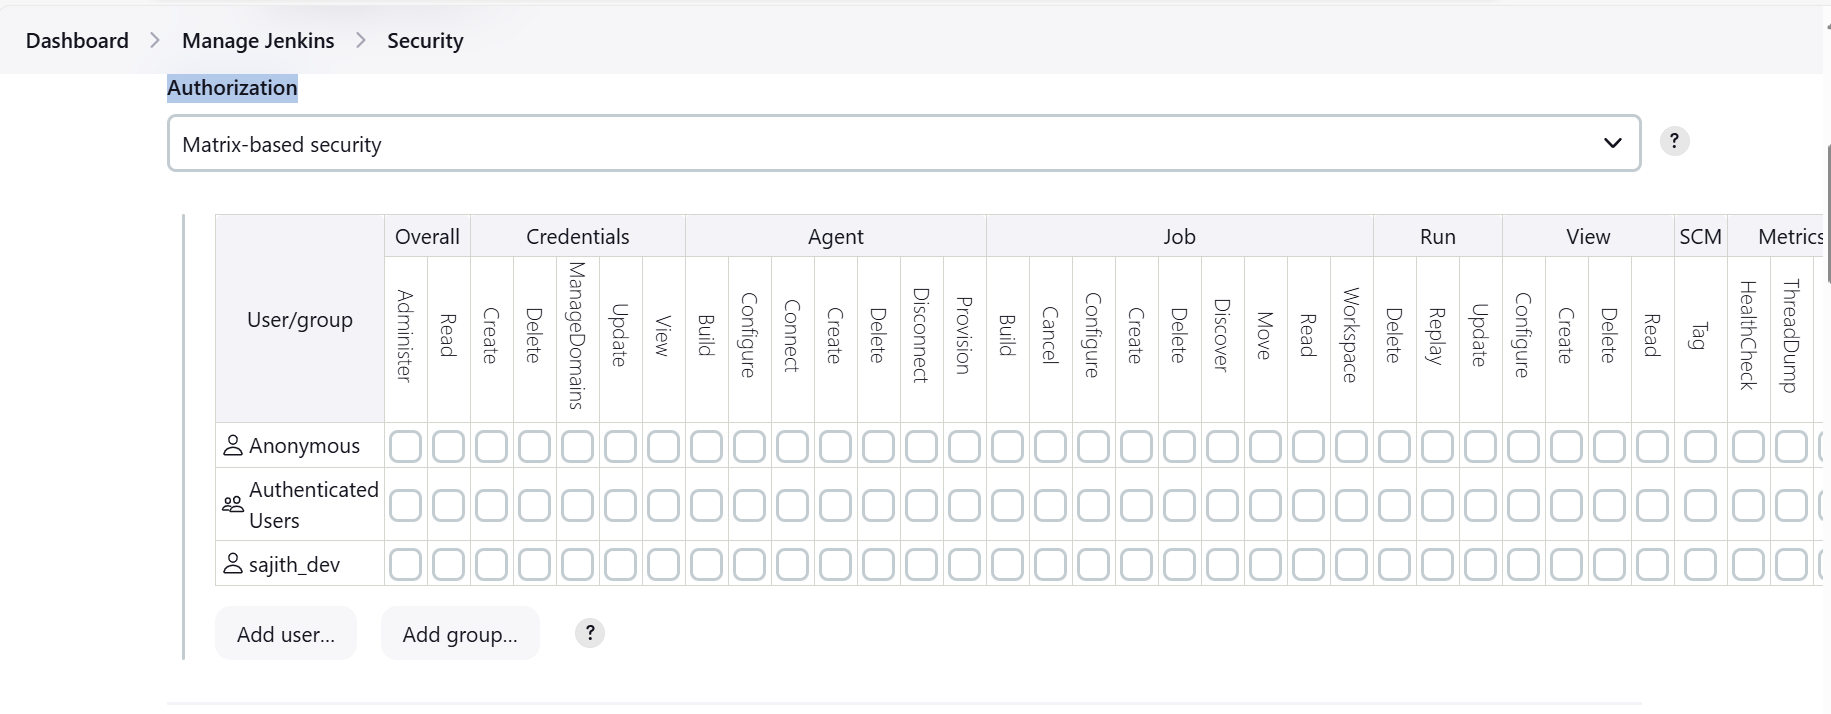 Dashboard > Manage Jenkins > Security
Authorization
Matrix-based security
?
User/group
Overall Credentials Agent Job Run View SCM Metrics
Administer Read Create Delete ManageDomains Update View Build Configure Connect Create Delete Disconnect Provision Build Cancel Configure Create Delete Discover Move Read Workspace Delete Replay Update Configure Create Delete Read Tag HealthCheck ThreadDump
Anonymous
Authenticated
Users
sajith_dev
Add user... Add group... ?